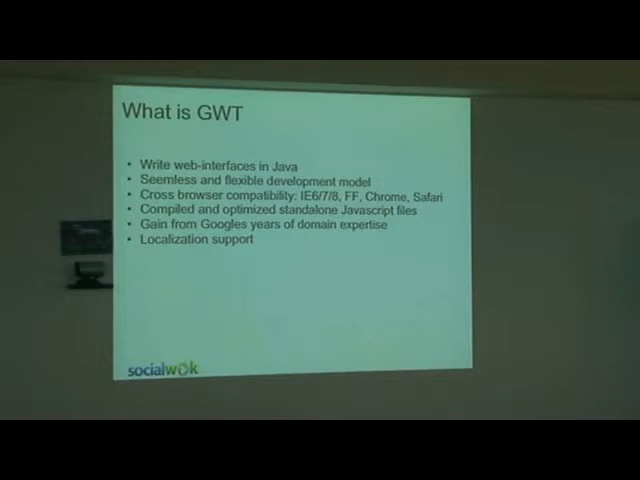 What is GWT
• Write web-interfaces in Java
• Seemless and flexible development model
• Cross browser compatibility: IE6/7/8, FF, Chrome, Safari
• Compiled and optimized standalone Javascript files
• Gain from Googles years of domain expertise
• Localization support
socialwok